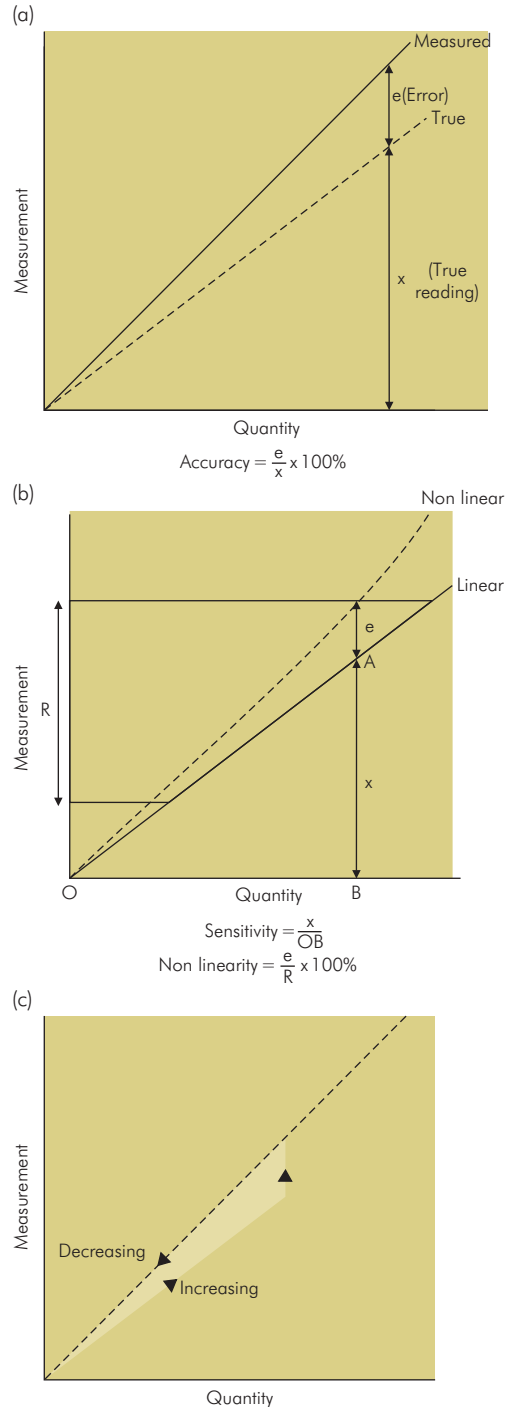 (a)
Measured
e(Error)
True
x
(True
reading)
Measurement
Quantity
Accuracy = e/x x 100%
(b)
Non linear
Linear
e
A
R
Measurement
x
O
Quantity
B
Sensitivity = x/OB
Non linearity = e/R x 100%
(c)
Measurement
Decreasing
Increasing
Quantity